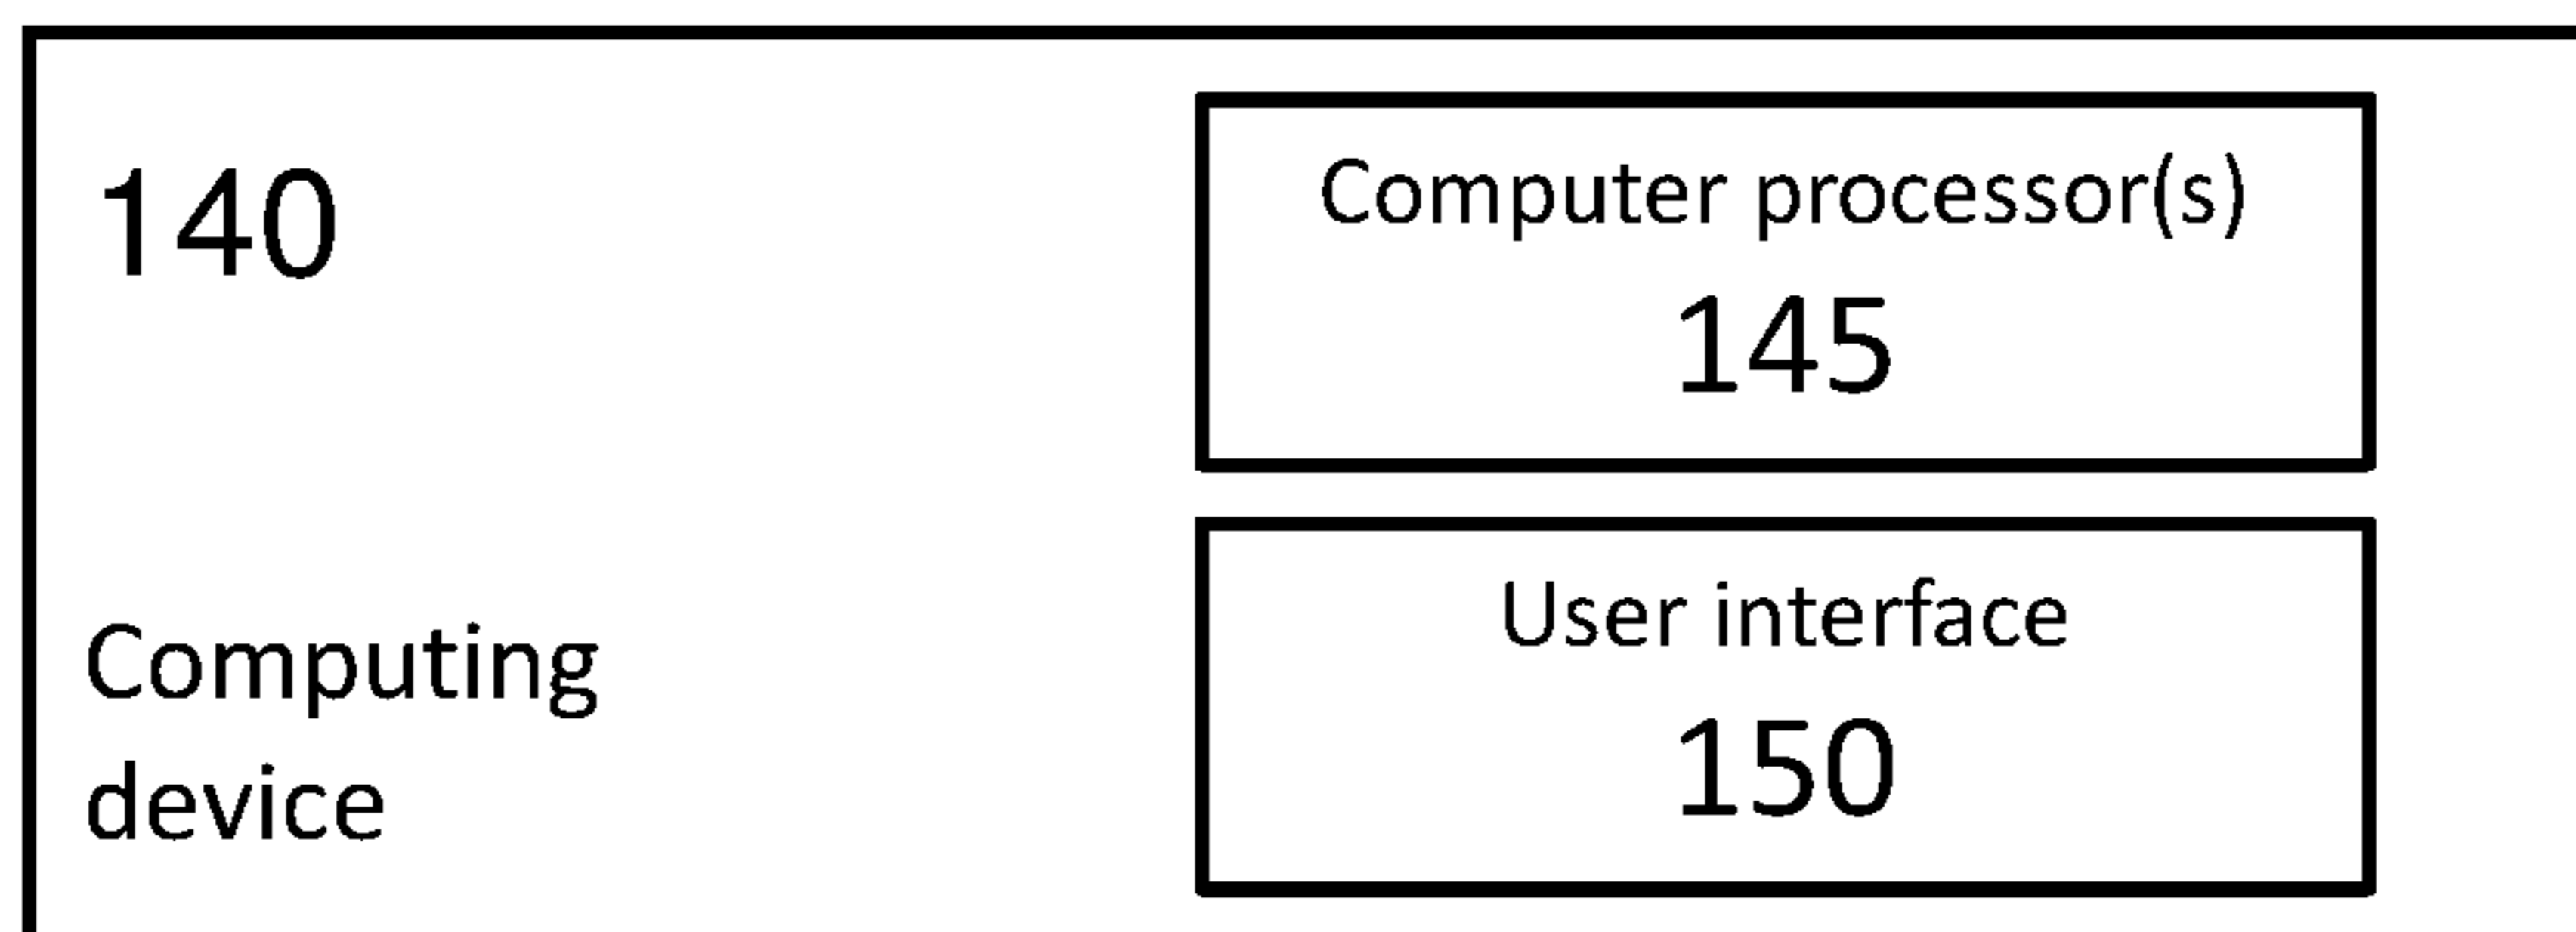 140
Computing
device
Computer processor(s)
145
User interface
150